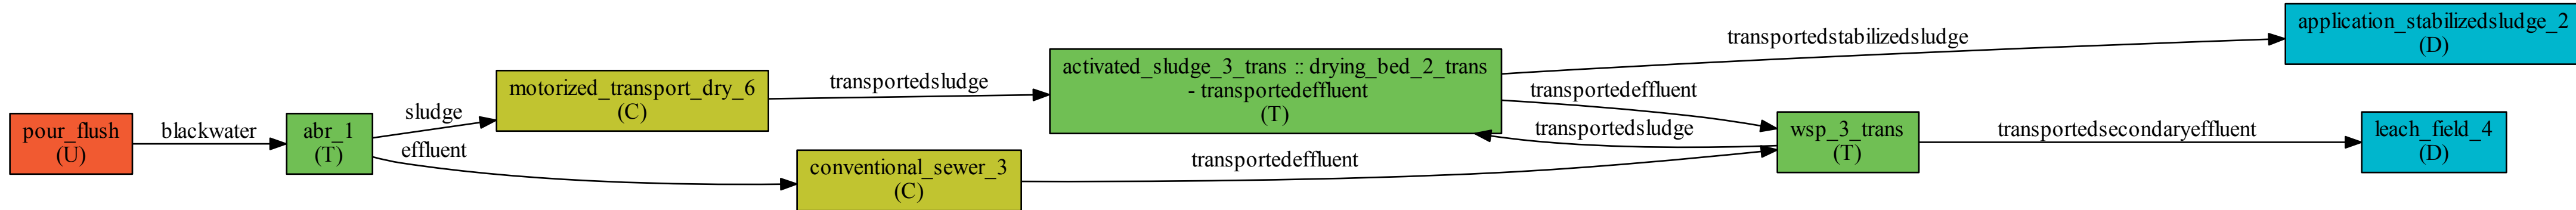 pour_flush
(U)
blackwater
abr_1
(T)
sludge
effluent
motorized_transport_dry_6
(C)
conventional_sewer_3
(C)
transportedsludge
transportedeffluent
activated_sludge_3_trans :: drying_bed_2_trans
- transportedeffluent
(T)
transportedstabilizedsludge
transportedeffluent
transportedsludge
wsp_3_trans
(T)
transportedsecondaryeffluent
application_stabilizedsludge_2
(D)
leach_field_4
(D)